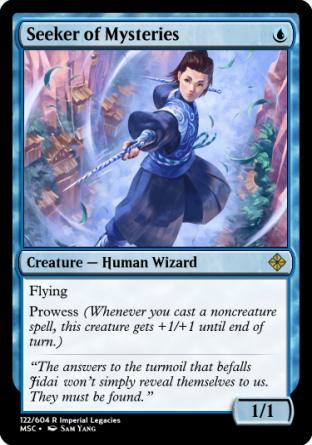 Seeker of Mysteries
Creature — Human Wizard
Flying
Prowess (Whenever you cast a noncreature
spell, this creature gets +1/+1 until end of
turn.)
“The answers to the turmoil that befalls
Jidai won’t simply reveal themselves to us.
They must be found.”
122/604 R Imperial Legacies
MSC • Sam Yang
1/1